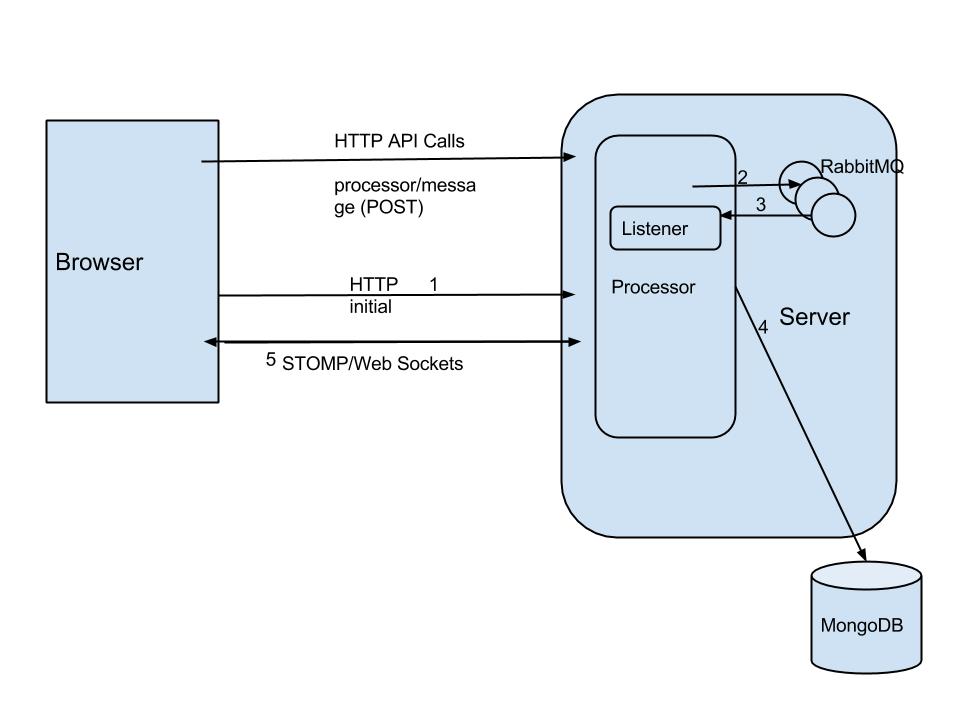 HTTP API Calls
processor/messa
ge (POST)
Browser
HTTP 1
initial
5 STOMP/Web Sockets
RabbitMQ
2
3
Listener
Processor
4
Server
MongoDB